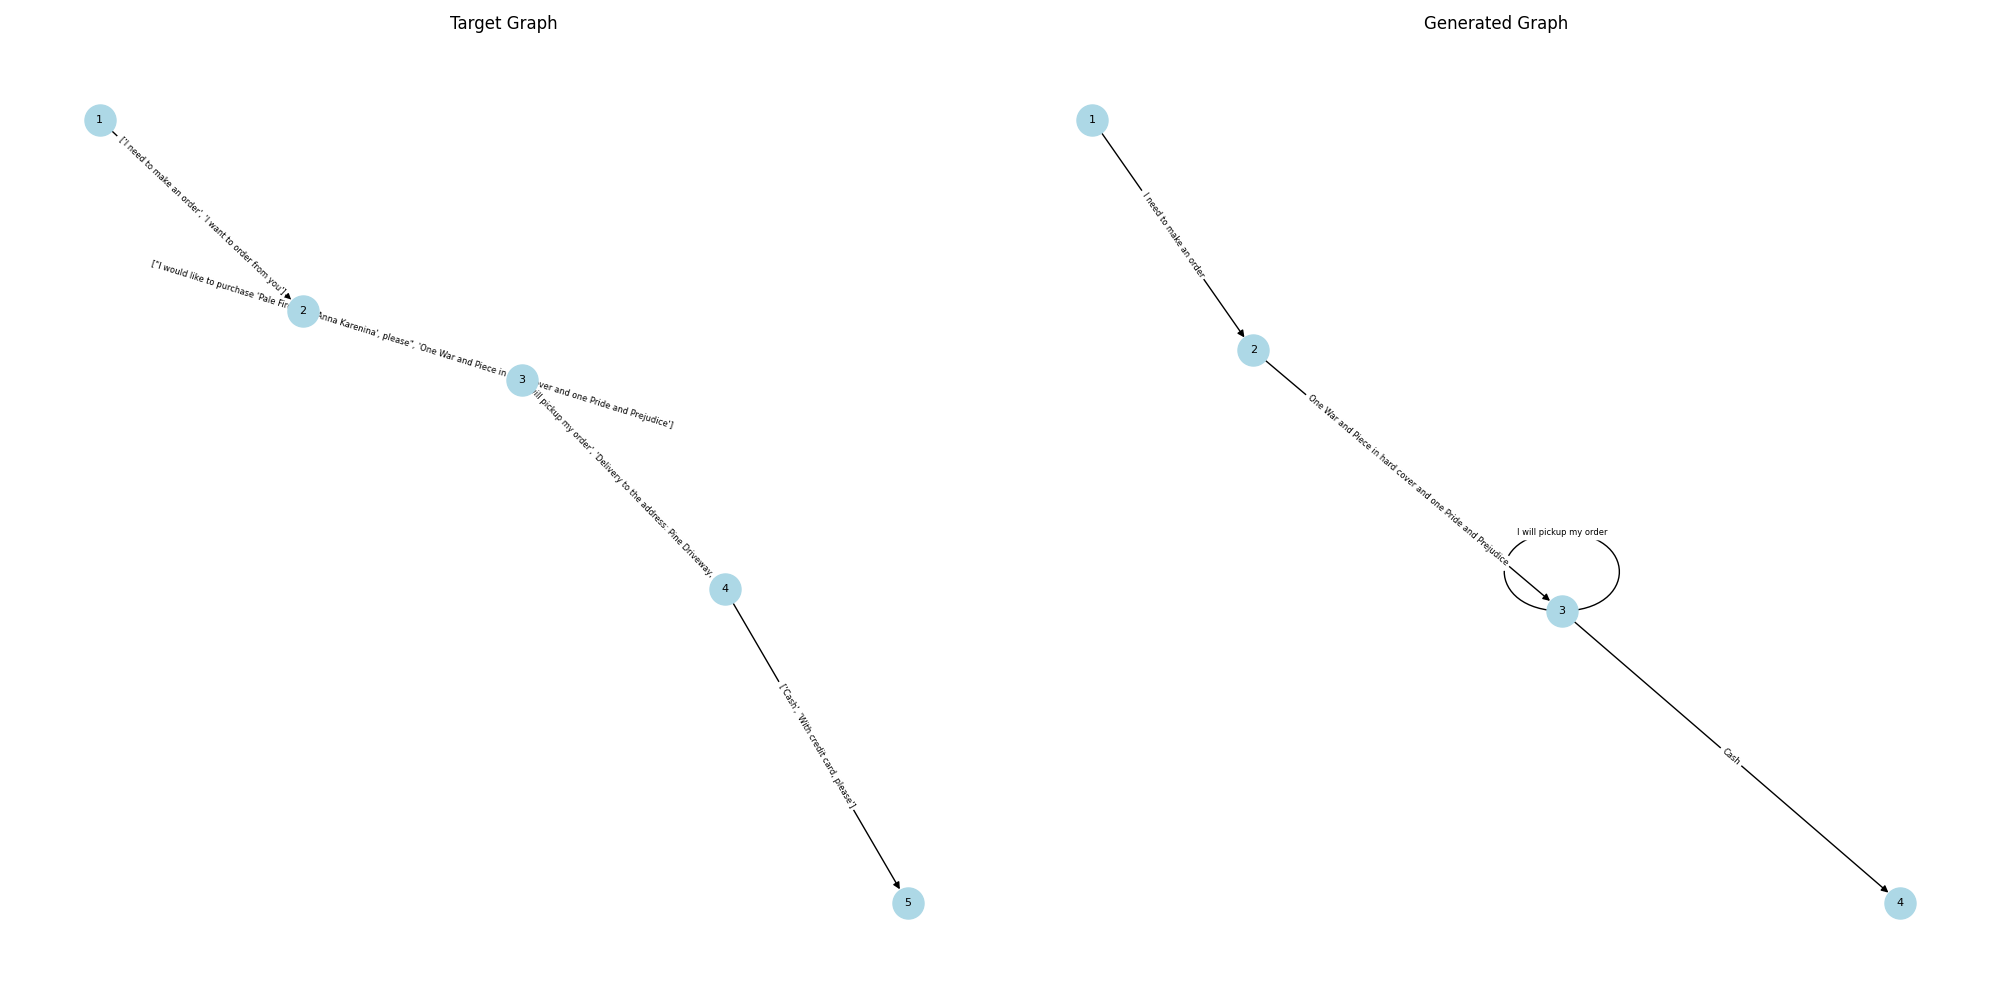 Target Graph
1
['I need to make an order', 'I want to order from you']
["I would like to purchase 'Pale Fir
2
Anna Karenina', please", 'One War and Piece in
3
ver and one Pride and Prejudice']
ill pickup my order', 'Delivery to the address: Pine Driveway,
4
['Cash', 'With credit card, please']
5
Generated Graph
1
I need to make an order
2
One War and Piece in hard cover and one Pride and Prejudice
I will pickup my order
3
Cash
4